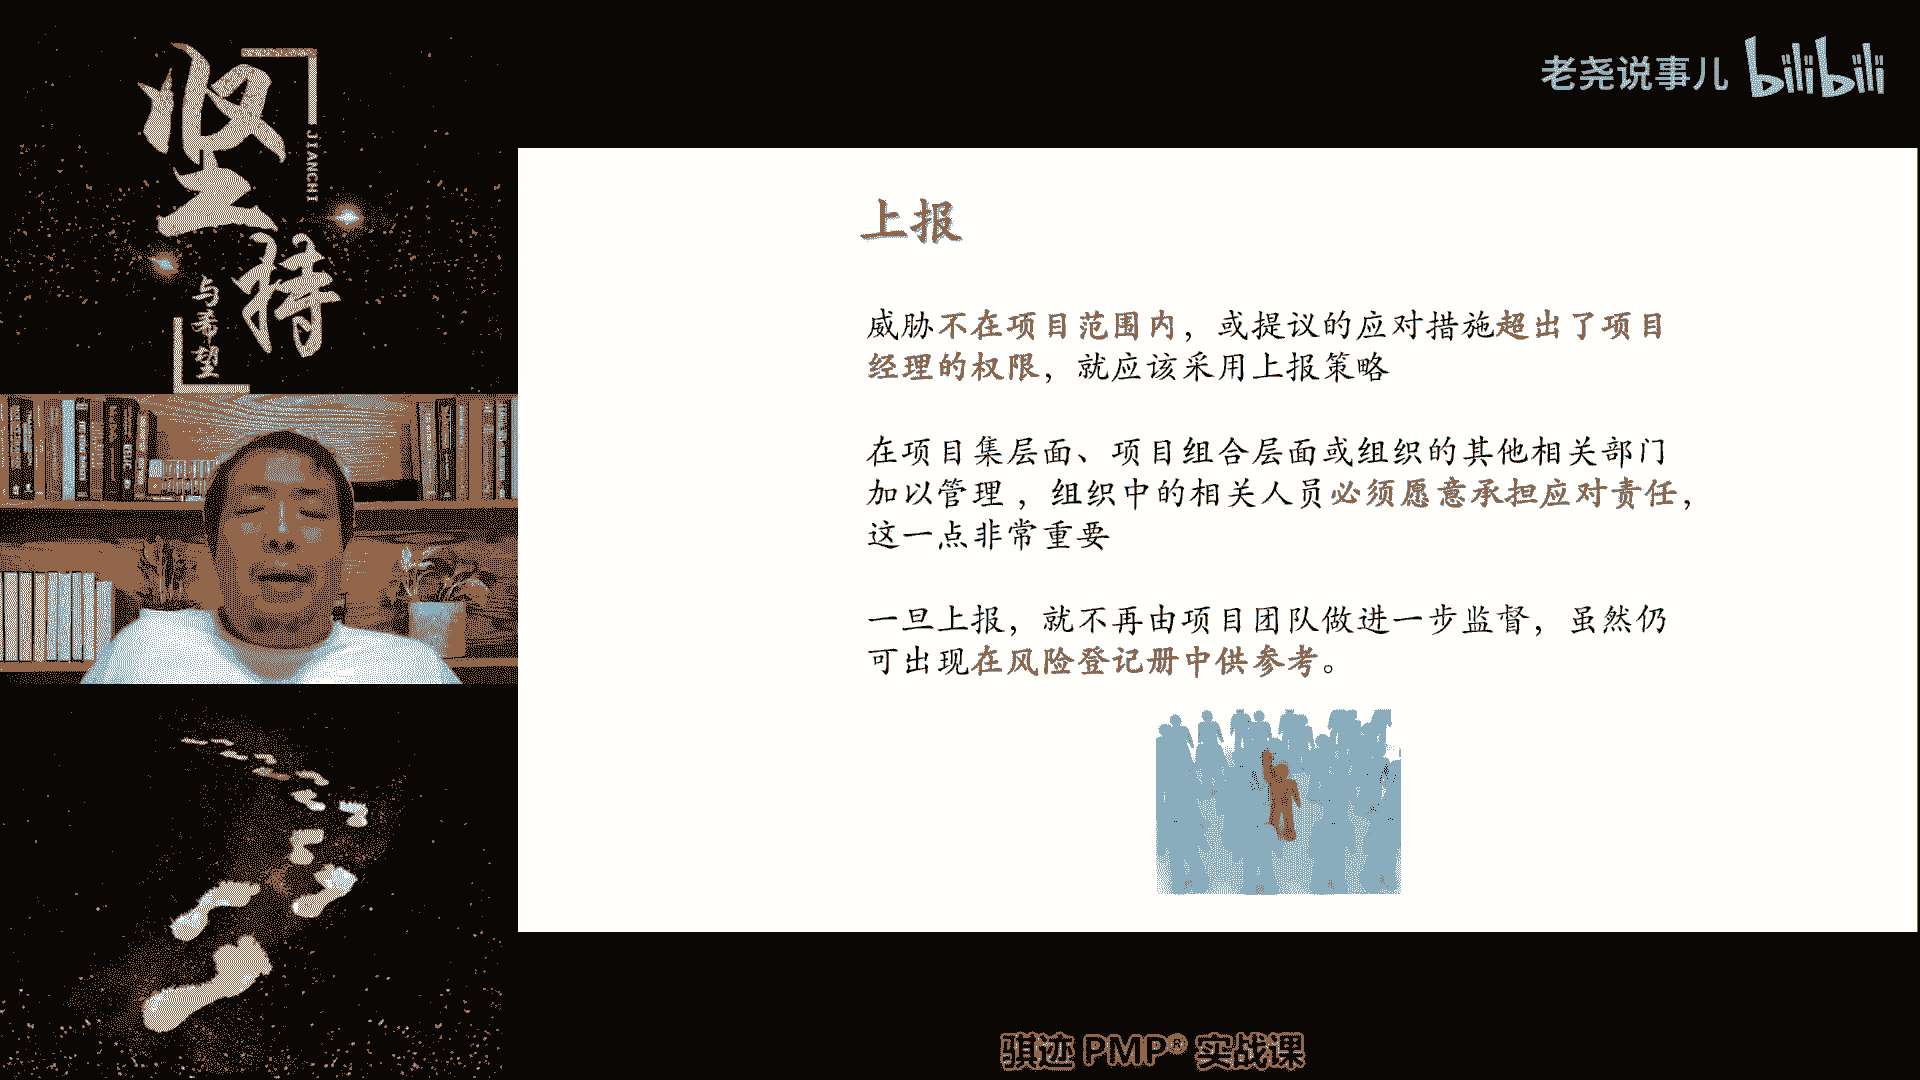 坚持
JIANCHI
与希望
老尧说事儿 bilibili
上报
威胁不在项目范围内，或提议的应对措施超出了项目
经理的权限，就应该采用上报策略
在项目集层面、项目组合层面或组织的其他相关部门
加以管理 ，组织中的相关人员必须愿意承担应对责任，
这一点非常重要
一旦上报，就不再由项目团队做进一步监督，虽然仍
可出现在风险登记册中供参考。
骐迹 PMP® 实战课